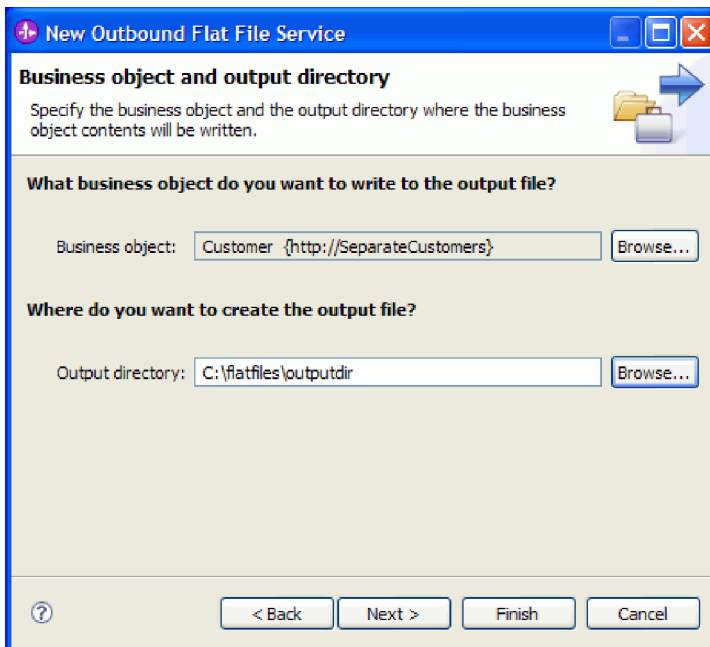 New Outbound Flat File Service
Business object and output directory
Specify the business object and the output directory where the business
object contents will be written.
What business object do you want to write to the output file?
Business object: Customer {http://SeparateCustomers} Browse...
Where do you want to create the output file?
Output directory: C:\flatfiles\outputdir Browse...
? < Back Next > Finish Cancel